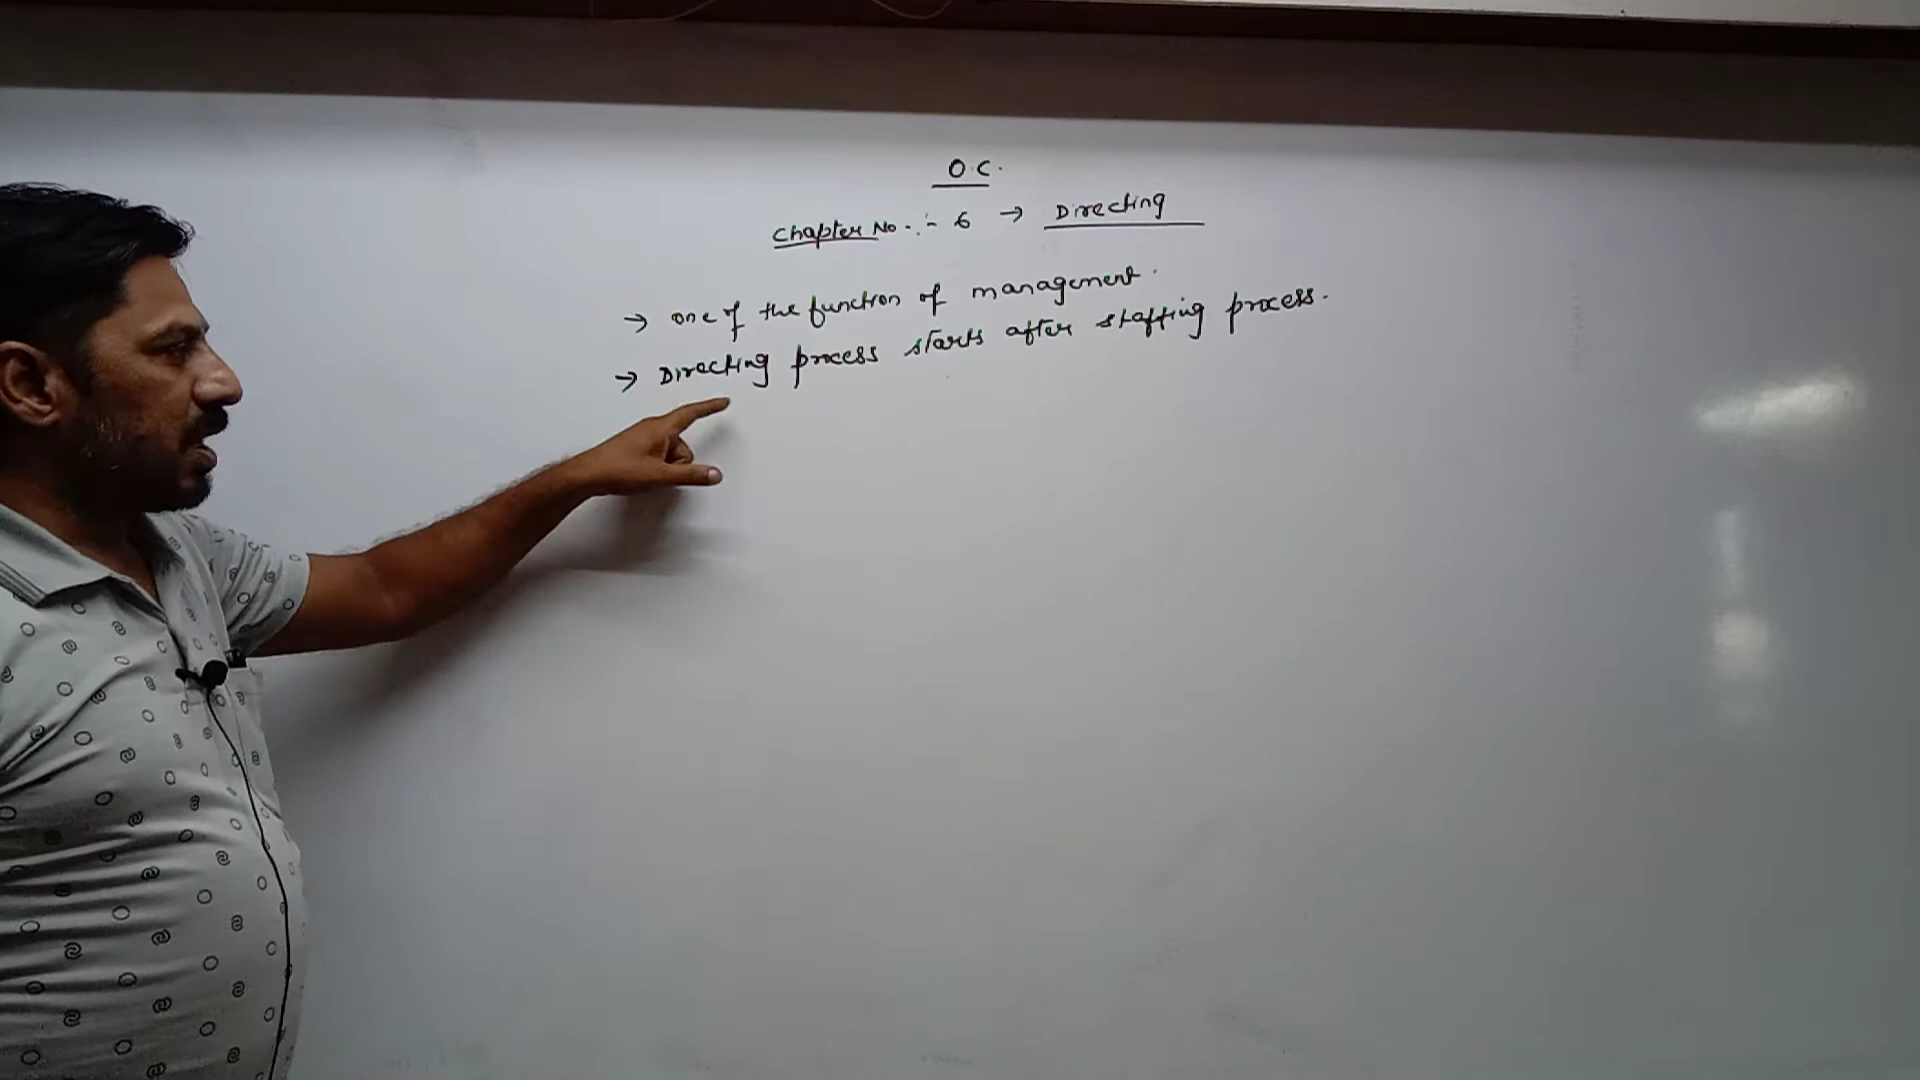 O.C.
Chapter No.:- 6 → Directing
→ one of the function of management.
→ Directing process starts after staffing process.